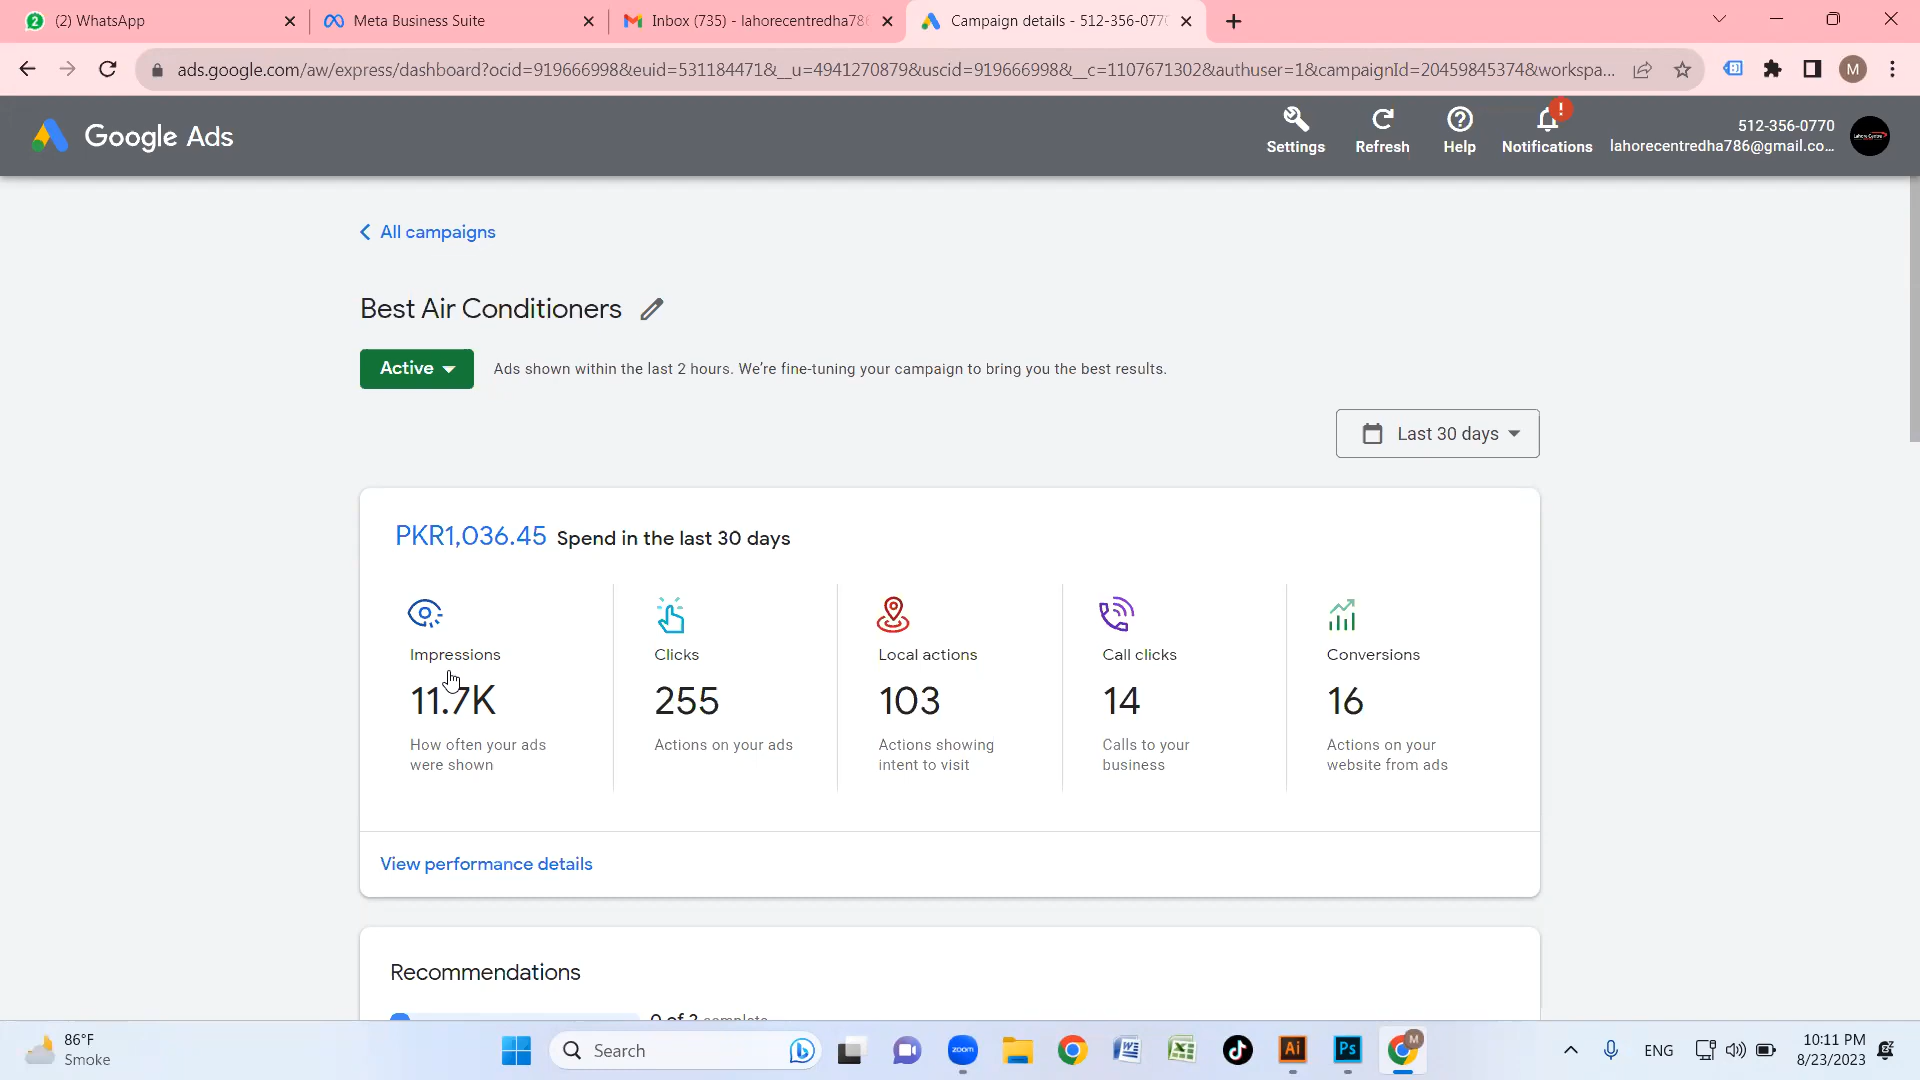 (2) WhatsApp
Meta Business Suite
Inbox (735) - lahorecentredha786
Campaign details - 512-356-0770
ads.google.com/aw/express/dashboard?ocid=919666998&euid=531184471&__u=4941270879&uscid=919666998&__c=1107671302&authuser=1&campaignId=20459845374&workspa...
M
Google Ads
Settings
Refresh
Help
!
Notifications
512-356-0770
lahorecentredha786@gmail.co...
All campaigns
Best Air Conditioners
Active
Ads shown within the last 2 hours. We're fine-tuning your campaign to bring you the best results.
Last 30 days
PKR1,036.45 Spend in the last 30 days
Impressions
11.7K
How often your ads
were shown
Clicks
255
Actions on your ads
Local actions
103
Actions showing
intent to visit
Call clicks
14
Calls to your
business
Conversions
16
Actions on your
website from ads
View performance details
Recommendations
86°F
Smoke
Search
zoom
Ai
Ps
M
ENG
10:11 PM
8/23/2023